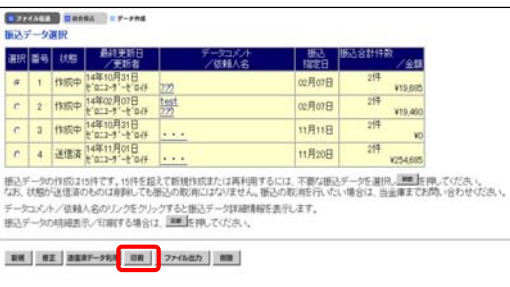 ファイル伝送 総合振込 データ作成
振込データ選択
選択 番号 状態 最終更新日／更新者 データコメント／依頼人名 振込指定日 振込合計件数／金額
1 作成中 14年10月31日 ??? 02月07日 2件 ¥19,685
2 作成中 14年02月07日 test ??? 02月07日 2件 ¥19,460
3 作成中 14年10月31日 ・・・ 11月11日 2件 ¥0
4 送信済 14年11月01日 ・・・ 11月20日 2件 ¥254,685
振込データの作成は15件です。15件を超えて新規作成または再利用するには、不要な振込データを選択し を押してください。
なお、状態が送信済のものは削除しても振込の取消にはなりません。振込の取消を行いたい場合は、当金庫までお問い合わせください。
データコメント／依頼人名のリンクをクリックすると振込データ詳細情報を表示します。
振込データの明細表示／印刷する場合は、 を押してください。
新規 修正 送信済データ利用 印刷 ファイル出力 削除